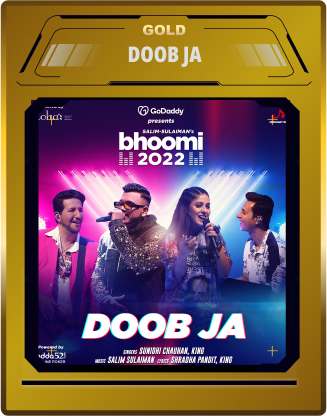 GOLD
DOOB JA
GoDaddy
presents
SALIM-SULAIMAN's
bhoomi
2022
DOOB JA
SINGERS SUNIDHI CHAUHAN, KING
MUSIC SALIM SULAIMAN LYRICS SHRADHA PANDIT, KING
Powered by